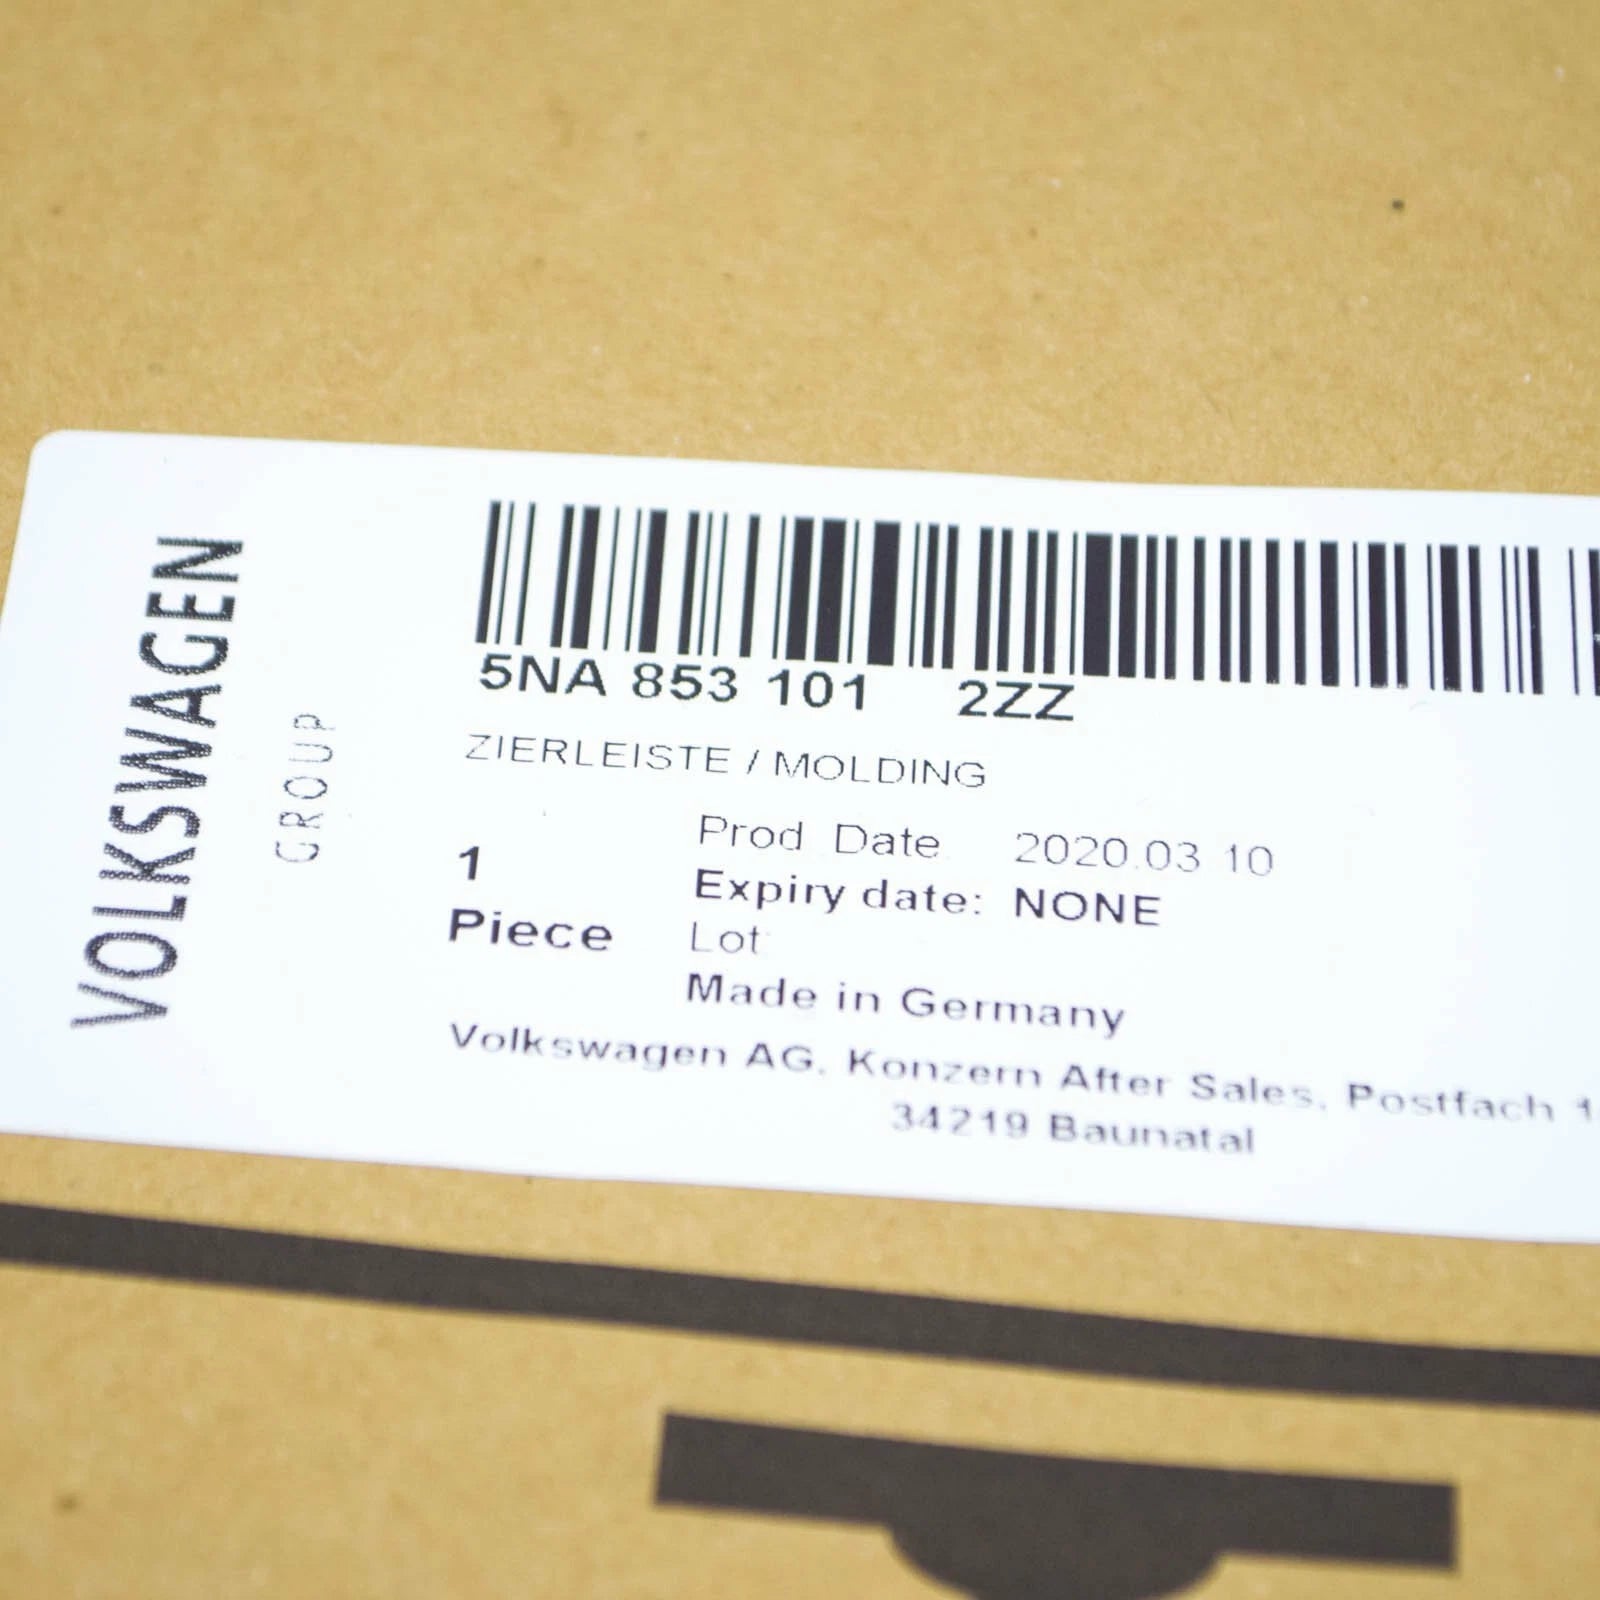 VOLKSWAGEN
GROUP
5NA 853 101 2ZZ
ZIERLEISTE / MOLDING
1
Piece
Prod Date 2020.03 10
Expiry date: NONE
Lot
Made in Germany
Volkswagen AG, Konzern After Sales, Postfach
34219 Baunatal